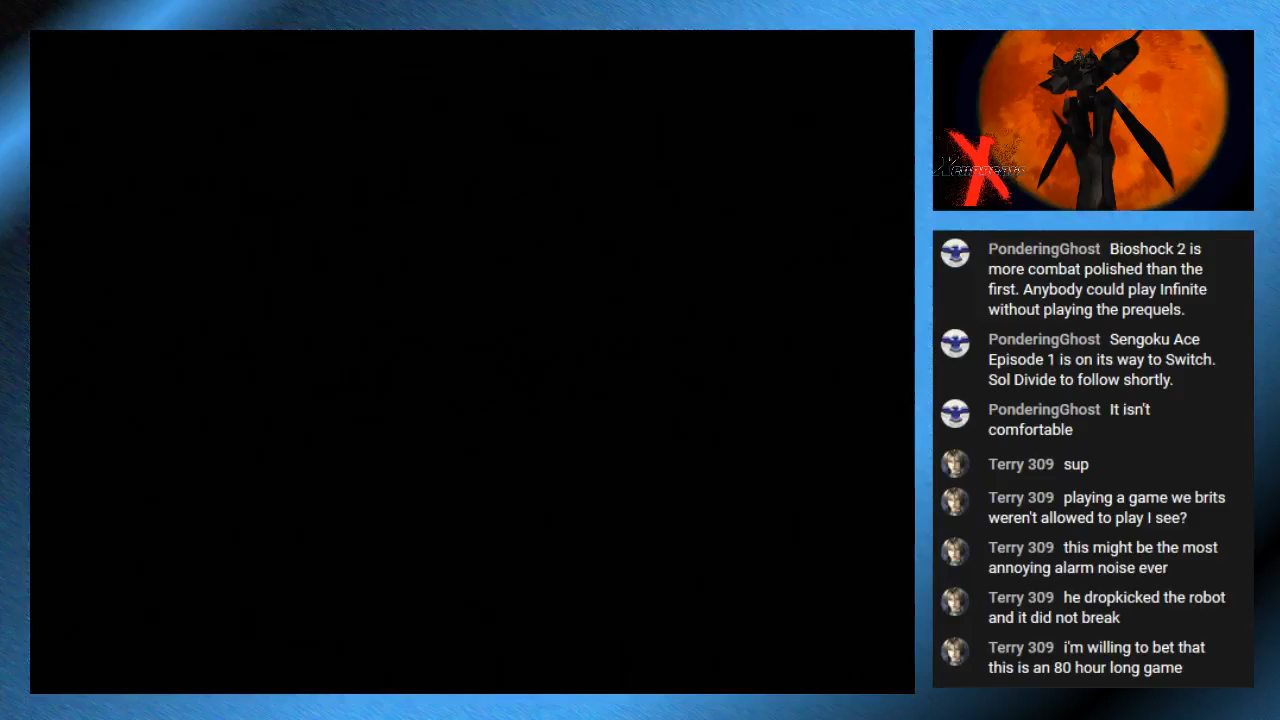 Xenogears
PonderingGhost Bioshock 2 is
more combat polished than the
first. Anybody could play Infinite
without playing the prequels.
PonderingGhost Sengoku Ace
Episode 1 is on its way to Switch.
Sol Divide to follow shortly.
PonderingGhost It isn't
comfortable
Terry 309 sup
Terry 309 playing a game we brits
weren't allowed to play I see?
Terry 309 this might be the most
annoying alarm noise ever
Terry 309 he dropkicked the robot
and it did not break
Terry 309 i'm willing to bet that
this is an 80 hour long game